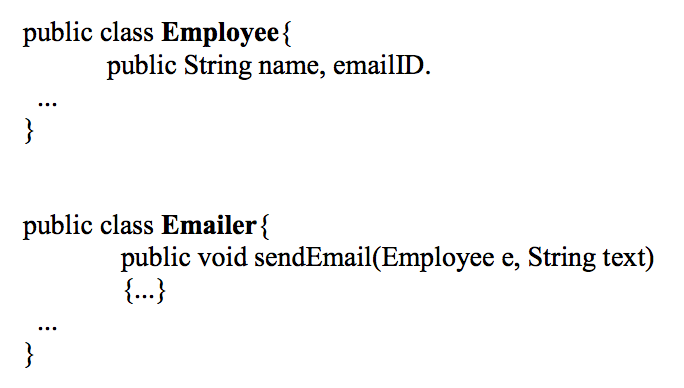 public class Employee{
public String name, emailID.
...
}
public class Emailer{
public void sendEmail(Employee e, String text)
{...}
...
}